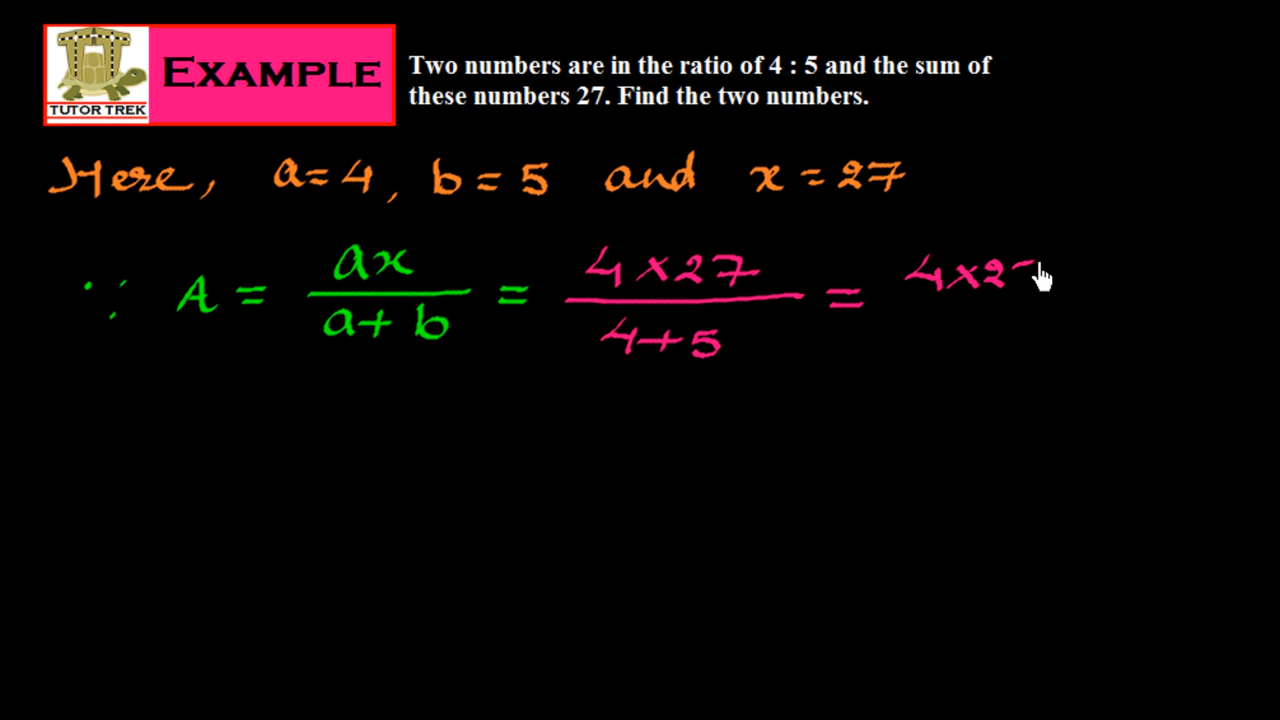 TUTOR TREK
EXAMPLE
Two numbers are in the ratio of 4 : 5 and the sum of
these numbers 27. Find the two numbers.
Here, a=4, b=5 and x=27
∵ A = ax / a+b = 4×27 / 4+5 = 4×2